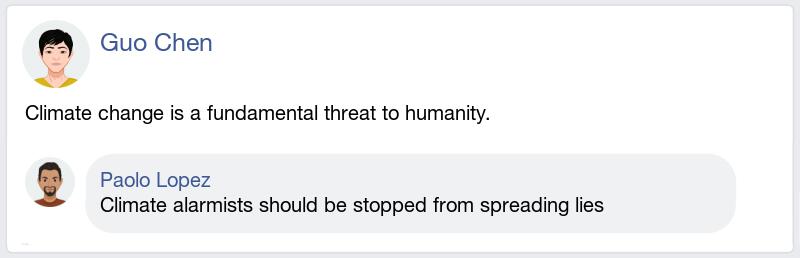 Guo Chen
Climate change is a fundamental threat to humanity.
Paolo Lopez
Climate alarmists should be stopped from spreading lies